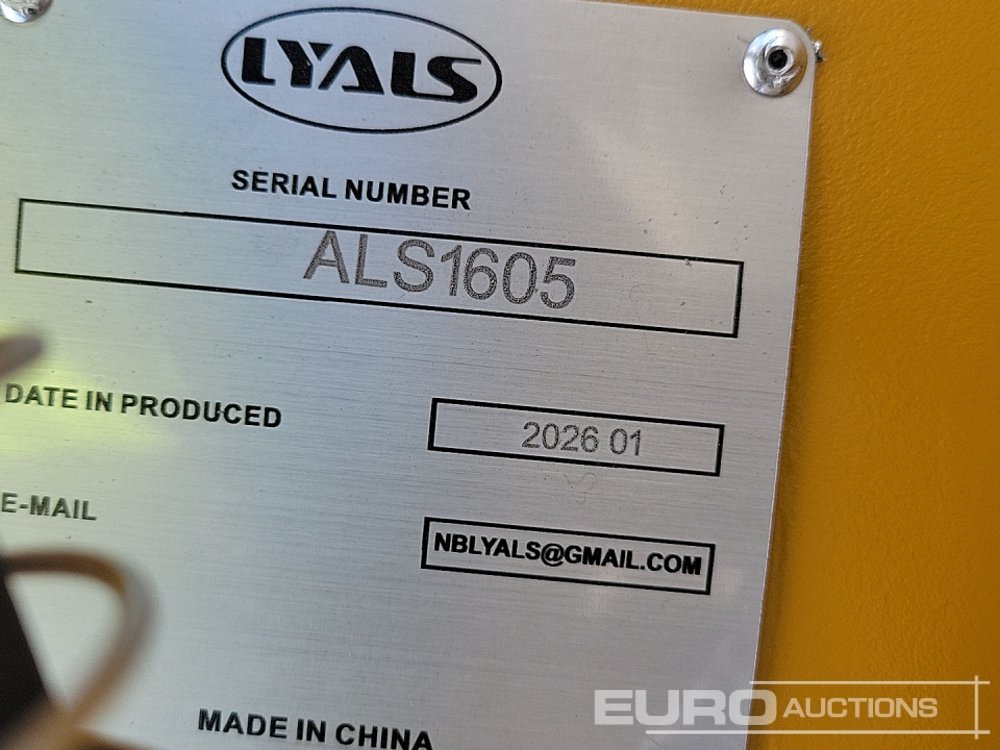 LYALS
SERIAL NUMBER
ALS1605
DATE IN PRODUCED
2026 01
E-MAIL
NBLYALS@GMAIL.COM
MADE IN CHINA
EURO AUCTIONS